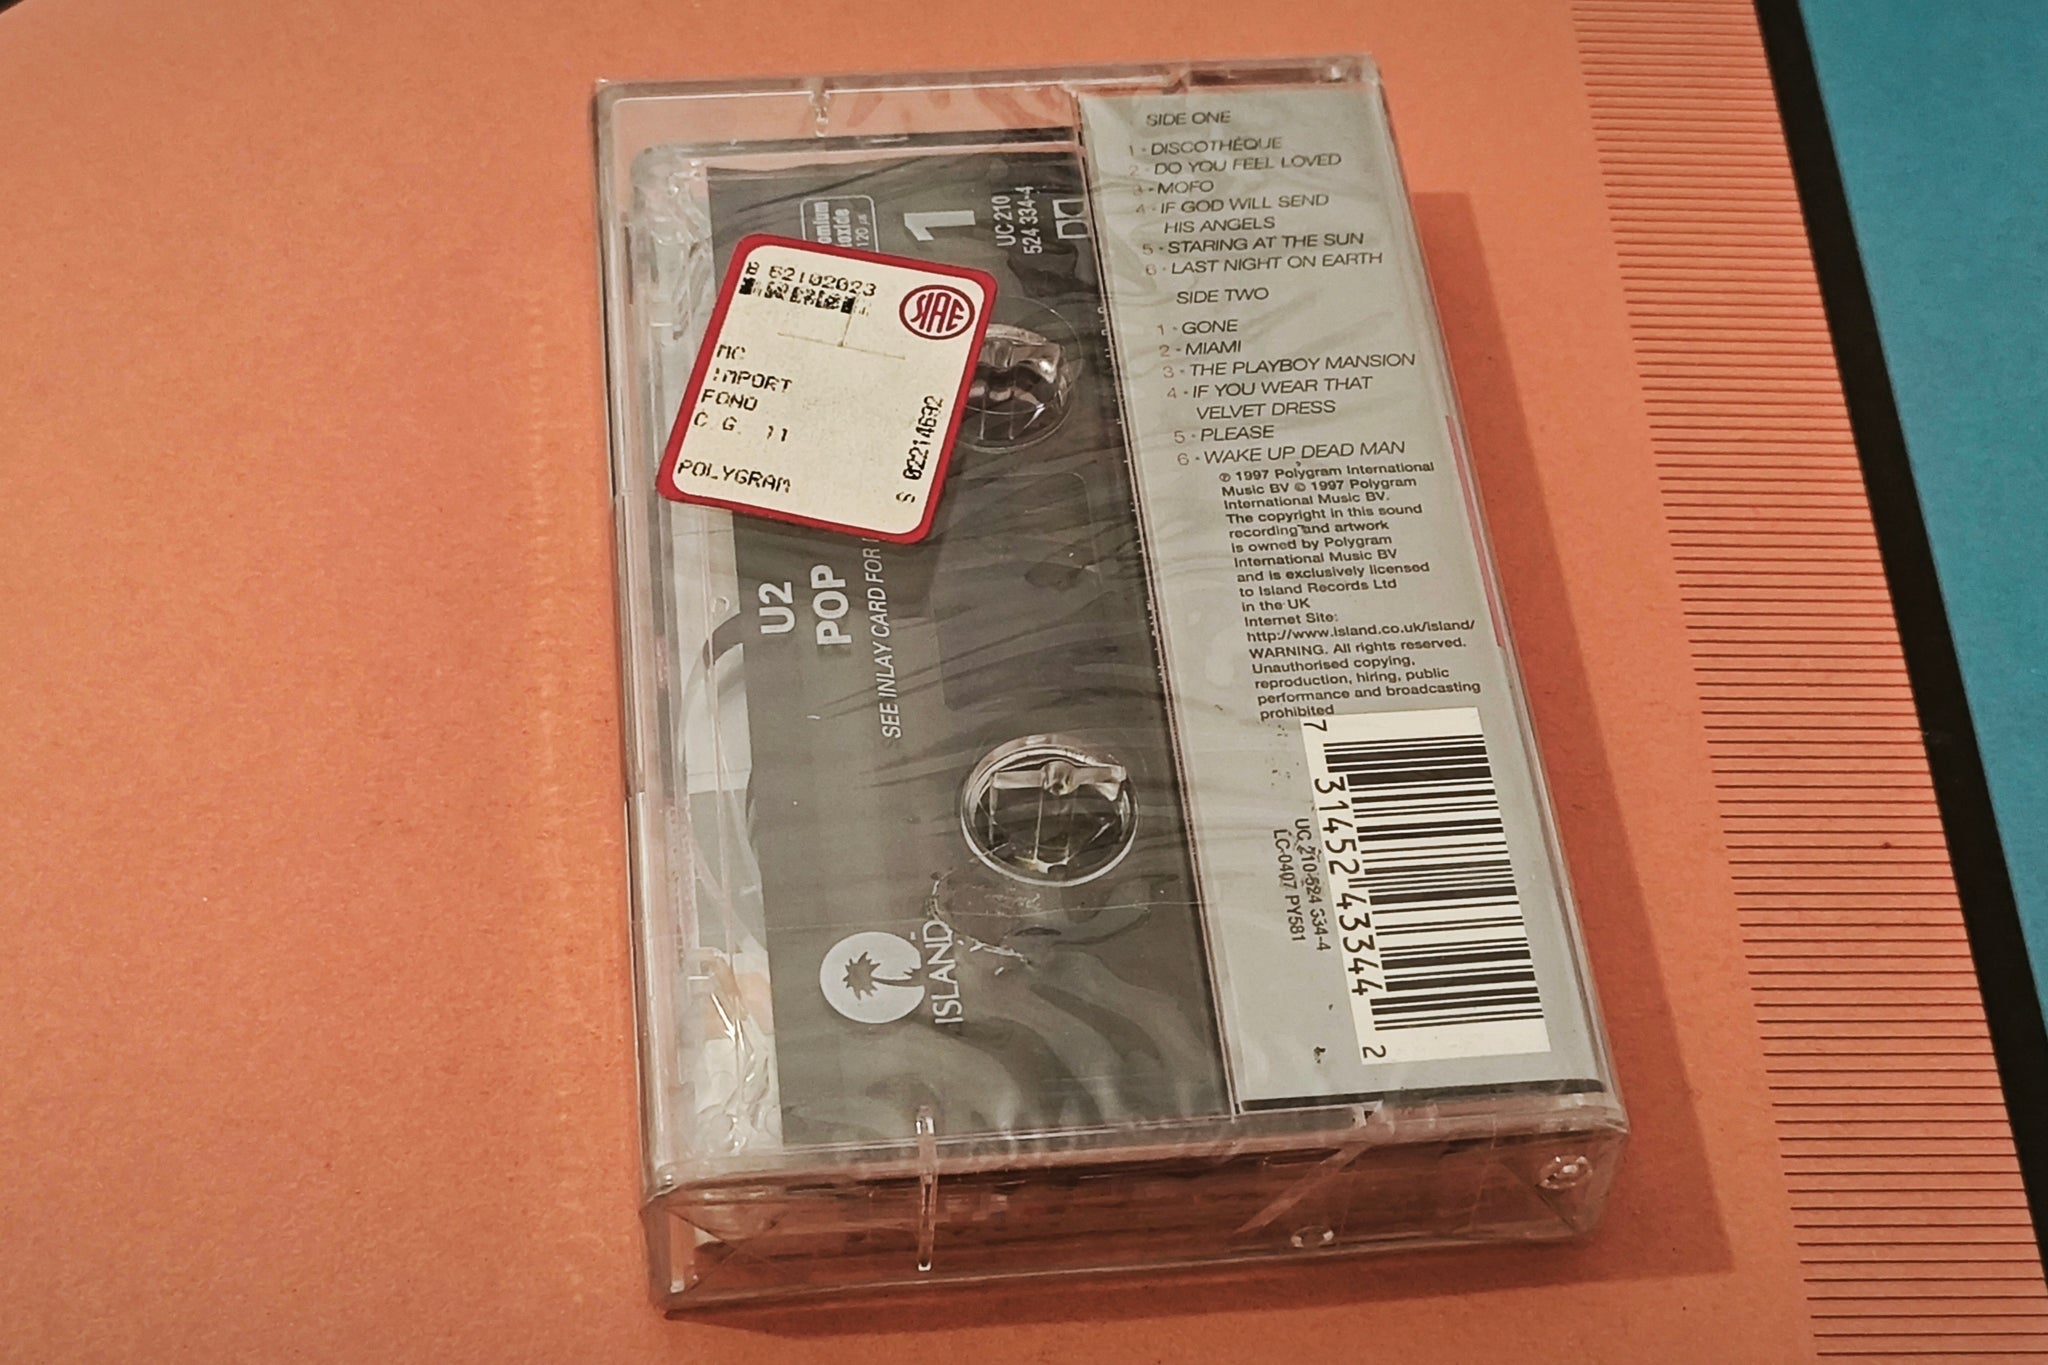 SIDE ONE
1 - DISCOTHÈQUE
2 - DO YOU FEEL LOVED
3 - MOFO
4 - IF GOD WILL SEND
HIS ANGELS
5 - STARING AT THE SUN
6 - LAST NIGHT ON EARTH
SIDE TWO
1 - GONE
2 - MIAMI
3 - THE PLAYBOY MANSION
4 - IF YOU WEAR THAT
VELVET DRESS
5 - PLEASE
6 - WAKE UP DEAD MAN
℗ 1997 Polygram International
Music BV © 1997 Polygram
International Music BV.
The copyright in this sound
recording and artwork
is owned by Polygram
International Music BV
and is exclusively licensed
to Island Records Ltd
in the UK
Internet Site:
http://www.island.co.uk/island/
WARNING. All rights reserved.
Unauthorised copying,
reproduction, hiring, public
performance and broadcasting
prohibited
7 31452 43344 2
UC 210 524 334-4
LC-0407 PY581
B 62102023
SIAE
MC
IMPORT
FONO
C.G. 11
POLYGRAM
S 02214692
1
UC 210
524 334-4
120 µs
U2
POP
SEE INLAY CARD FOR
ISLAND